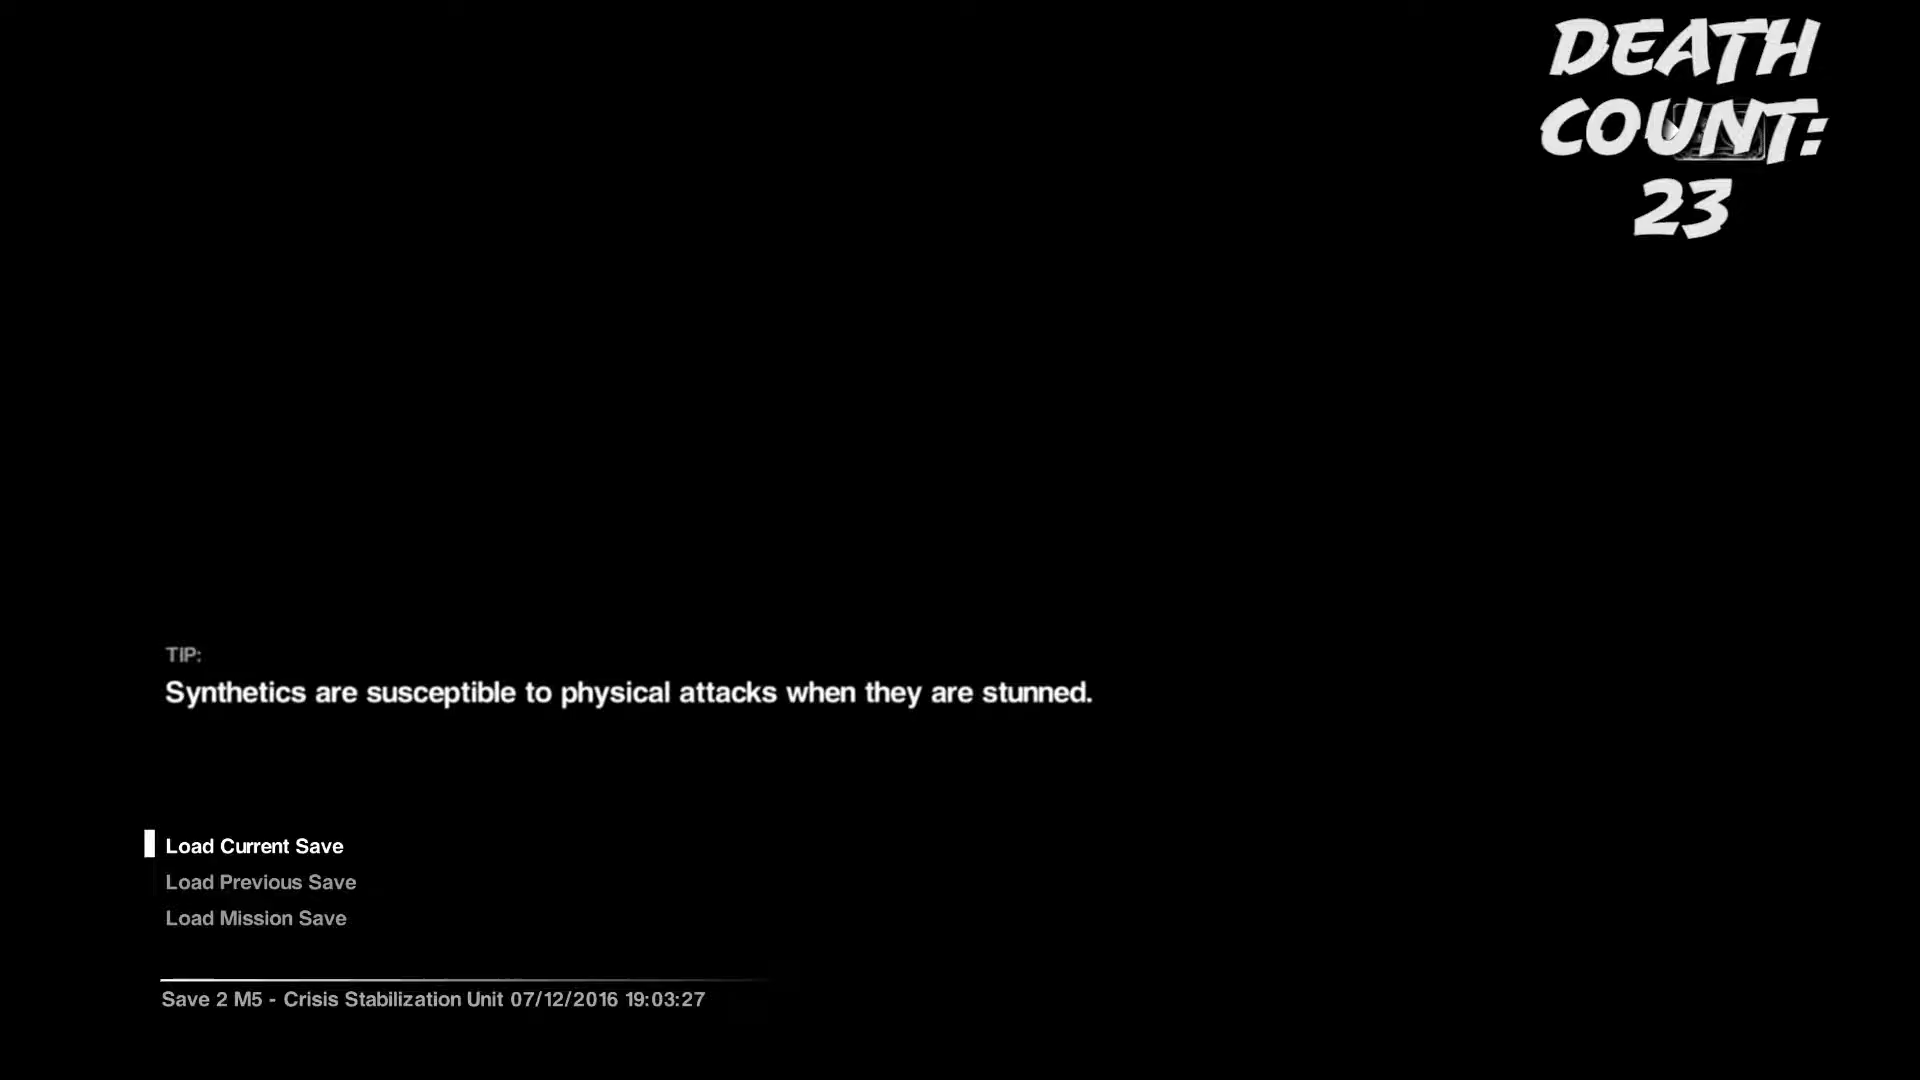 DEATH
COUNT:
23
TIP:
Synthetics are susceptible to physical attacks when they are stunned.
Load Current Save
Load Previous Save
Load Mission Save
Save 2 M5 - Crisis Stabilization Unit 07/12/2016 19:03:27